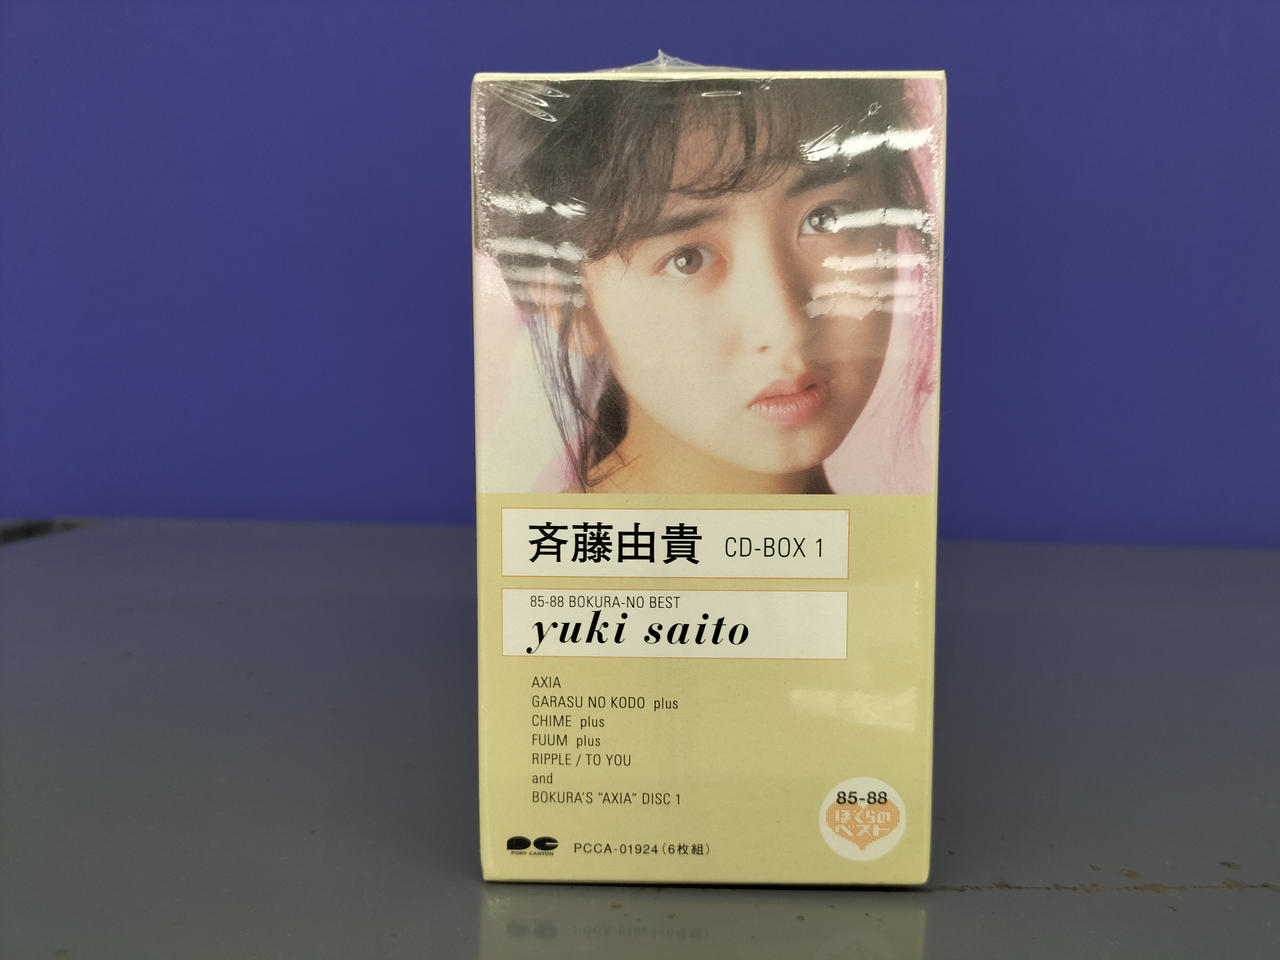 斉藤由貴 CD-BOX 1
85-88 BOKURA-NO BEST
yuki saito
AXIA
GARASU NO KODO plus
CHIME plus
FUUM plus
RIPPLE / TO YOU
and
BOKURA'S "AXIA" DISC 1
85-88
ぼくらの
ベスト
PONY CANYON
PCCA-01924(6枚組)